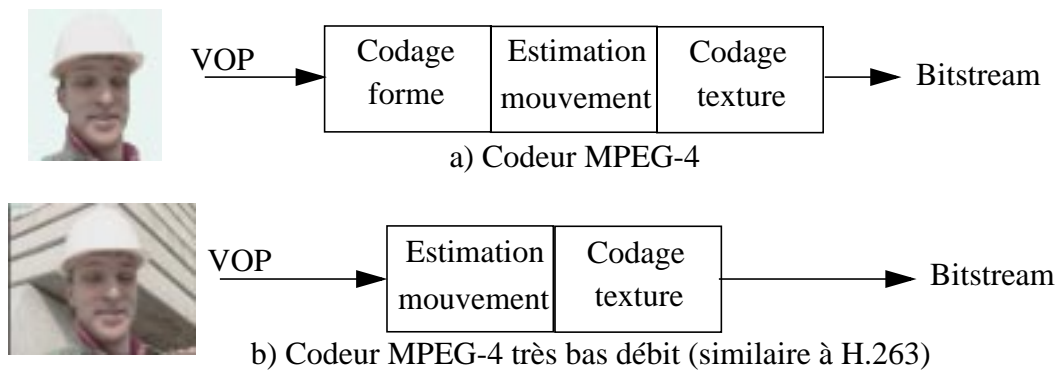 VOP
Codage
forme
Estimation
mouvement
Codage
texture
Bitstream
a) Codeur MPEG-4
VOP
Estimation
mouvement
Codage
texture
Bitstream
b) Codeur MPEG-4 très bas débit (similaire à H.263)